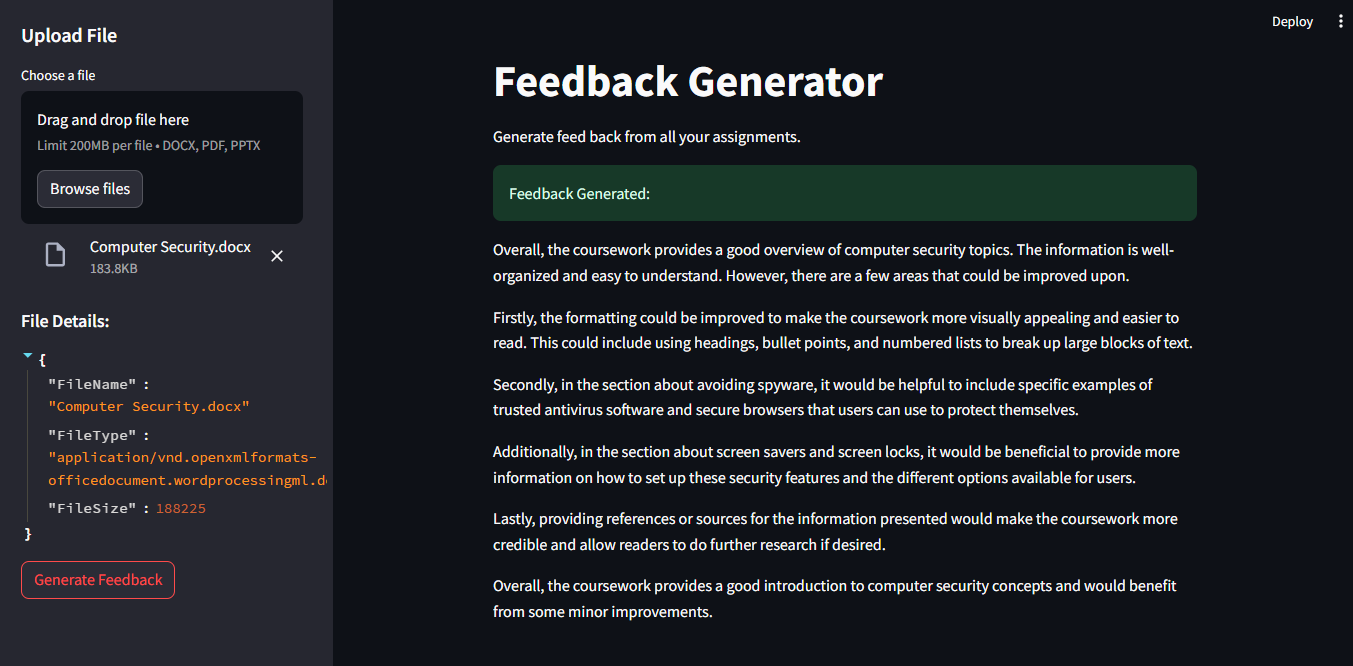 Upload File
Choose a file
Drag and drop file here
Limit 200MB per file • DOCX, PDF, PPTX
Browse files
Computer Security.docx
183.8KB
File Details:
{
"FileName" :
"Computer Security.docx"
"FileType" :
"application/vnd.openxmlformats-
officedocument.wordprocessingml.d
"FileSize" : 188225
}
Generate Feedback
Deploy
Feedback Generator
Generate feed back from all your assignments.
Feedback Generated:
Overall, the coursework provides a good overview of computer security topics. The information is well-
organized and easy to understand. However, there are a few areas that could be improved upon.
Firstly, the formatting could be improved to make the coursework more visually appealing and easier to
read. This could include using headings, bullet points, and numbered lists to break up large blocks of text.
Secondly, in the section about avoiding spyware, it would be helpful to include specific examples of
trusted antivirus software and secure browsers that users can use to protect themselves.
Additionally, in the section about screen savers and screen locks, it would be beneficial to provide more
information on how to set up these security features and the different options available for users.
Lastly, providing references or sources for the information presented would make the coursework more
credible and allow readers to do further research if desired.
Overall, the coursework provides a good introduction to computer security concepts and would benefit
from some minor improvements.